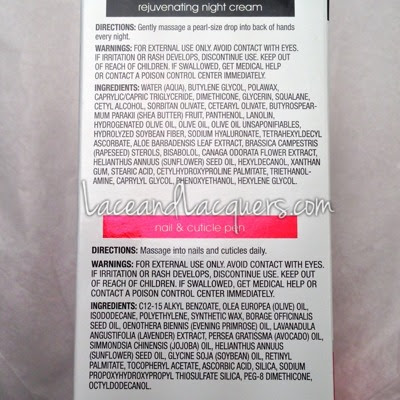 rejuvenating night cream
DIRECTIONS: Gently massage a pearl-size drop into back of hands
every night.
WARNINGS: FOR EXTERNAL USE ONLY. AVOID CONTACT WITH EYES.
IF IRRITATION OR RASH DEVELOPS, DISCONTINUE USE. KEEP OUT
OF REACH OF CHILDREN. IF SWALLOWED, GET MEDICAL HELP
OR CONTACT A POISON CONTROL CENTER IMMEDIATELY.
INGREDIENTS: WATER (AQUA), BUTYLENE GLYCOL, POLAWAX,
CAPRYLIC/CAPRIC TRIGLYCERIDE, DIMETHICONE, GLYCERIN, SQUALANE,
CETYL ALCOHOL, SORBITAN OLIVATE, CETEARYL OLIVATE, BUTYROSPER-
MUM PARKII (SHEA BUTTER) FRUIT, PANTHENOL, LANOLIN,
HYDROGENATED OLIVE OIL, OLIVE OIL, OLIVE OIL UNSAPONIFIABLES,
HYDROLYZED SOYBEAN FIBER, SODIUM HYALURONATE, TETRAHEXYLDECYL
ASCORBATE, ALOE BARBADENSIS LEAF EXTRACT, BRASSICA CAMPESTRIS
(RAPESEED) STEROLS, BISABOLOL, CANAGA ODORATA FLOWER EXTRACT,
HELIANTHUS ANNUUS (SUNFLOWER) SEED OIL, HEXYLDECANOL, XANTHAN
GUM, STEARIC ACID, CETYLHYDROXYPROLINE PALMITATE, TRIETHANOL-
AMINE, CAPRYLYL GLYCOL, PHENOXYETHANOL, HEXYLENE GLYCOL.
LaceandLacquers.com
nail & cuticle pen
DIRECTIONS: Massage into nails and cuticles daily.
WARNINGS: FOR EXTERNAL USE ONLY. AVOID CONTACT WITH EYES.
IF IRRITATION OR RASH DEVELOPS, DISCONTINUE USE. KEEP OUT
OF REACH OF CHILDREN. IF SWALLOWED, GET MEDICAL HELP
OR CONTACT A POISON CONTROL CENTER IMMEDIATELY.
INGREDIENTS: C12-15 ALKYL BENZOATE, OLEA EUROPEA (OLIVE) OIL,
ISODODECANE, POLYETHYLENE, SYNTHETIC WAX, BORAGE OFFICINALIS
SEED OIL, OENOTHERA BIENNIS (EVENING PRIMROSE) OIL, LAVANADULA
ANGUSTIFOLIA (LAVENDER) EXTRACT, PERSEA GRATISSMA (AVOCADO) OIL,
SIMMONDSIA CHINENSIS (JOJOBA) OIL, HELIANTHUS ANNUUS
(SUNFLOWER) SEED OIL, GLYCINE SOJA (SOYBEAN) OIL, RETINYL
PALMITATE, TOCOPHERYL ACETATE, ASCORBIC ACID, SILICA, SODIUM
PROPOXYHYDROXYPROPYL THIOSULFATE SILICA, PEG-8 DIMETHICONE,
OCTYLDODECANOL.